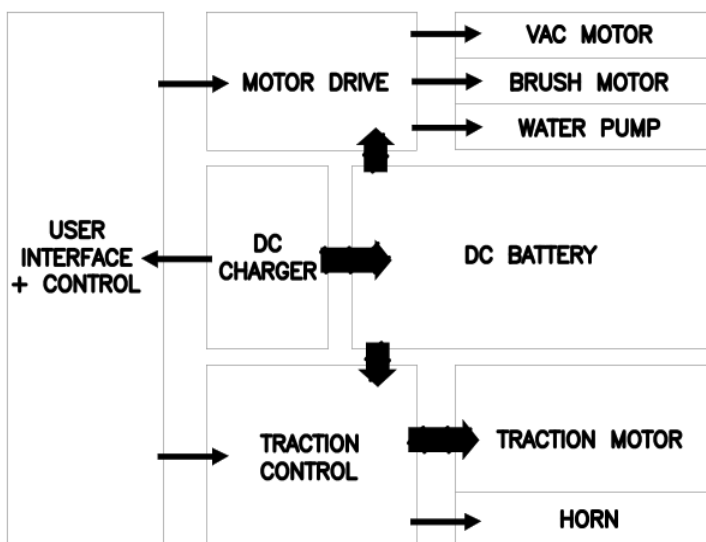 MOTOR DRIVE
VAC MOTOR
BRUSH MOTOR
WATER PUMP
USER
INTERFACE
+ CONTROL
DC
CHARGER
DC BATTERY
TRACTION
CONTROL
TRACTION MOTOR
HORN